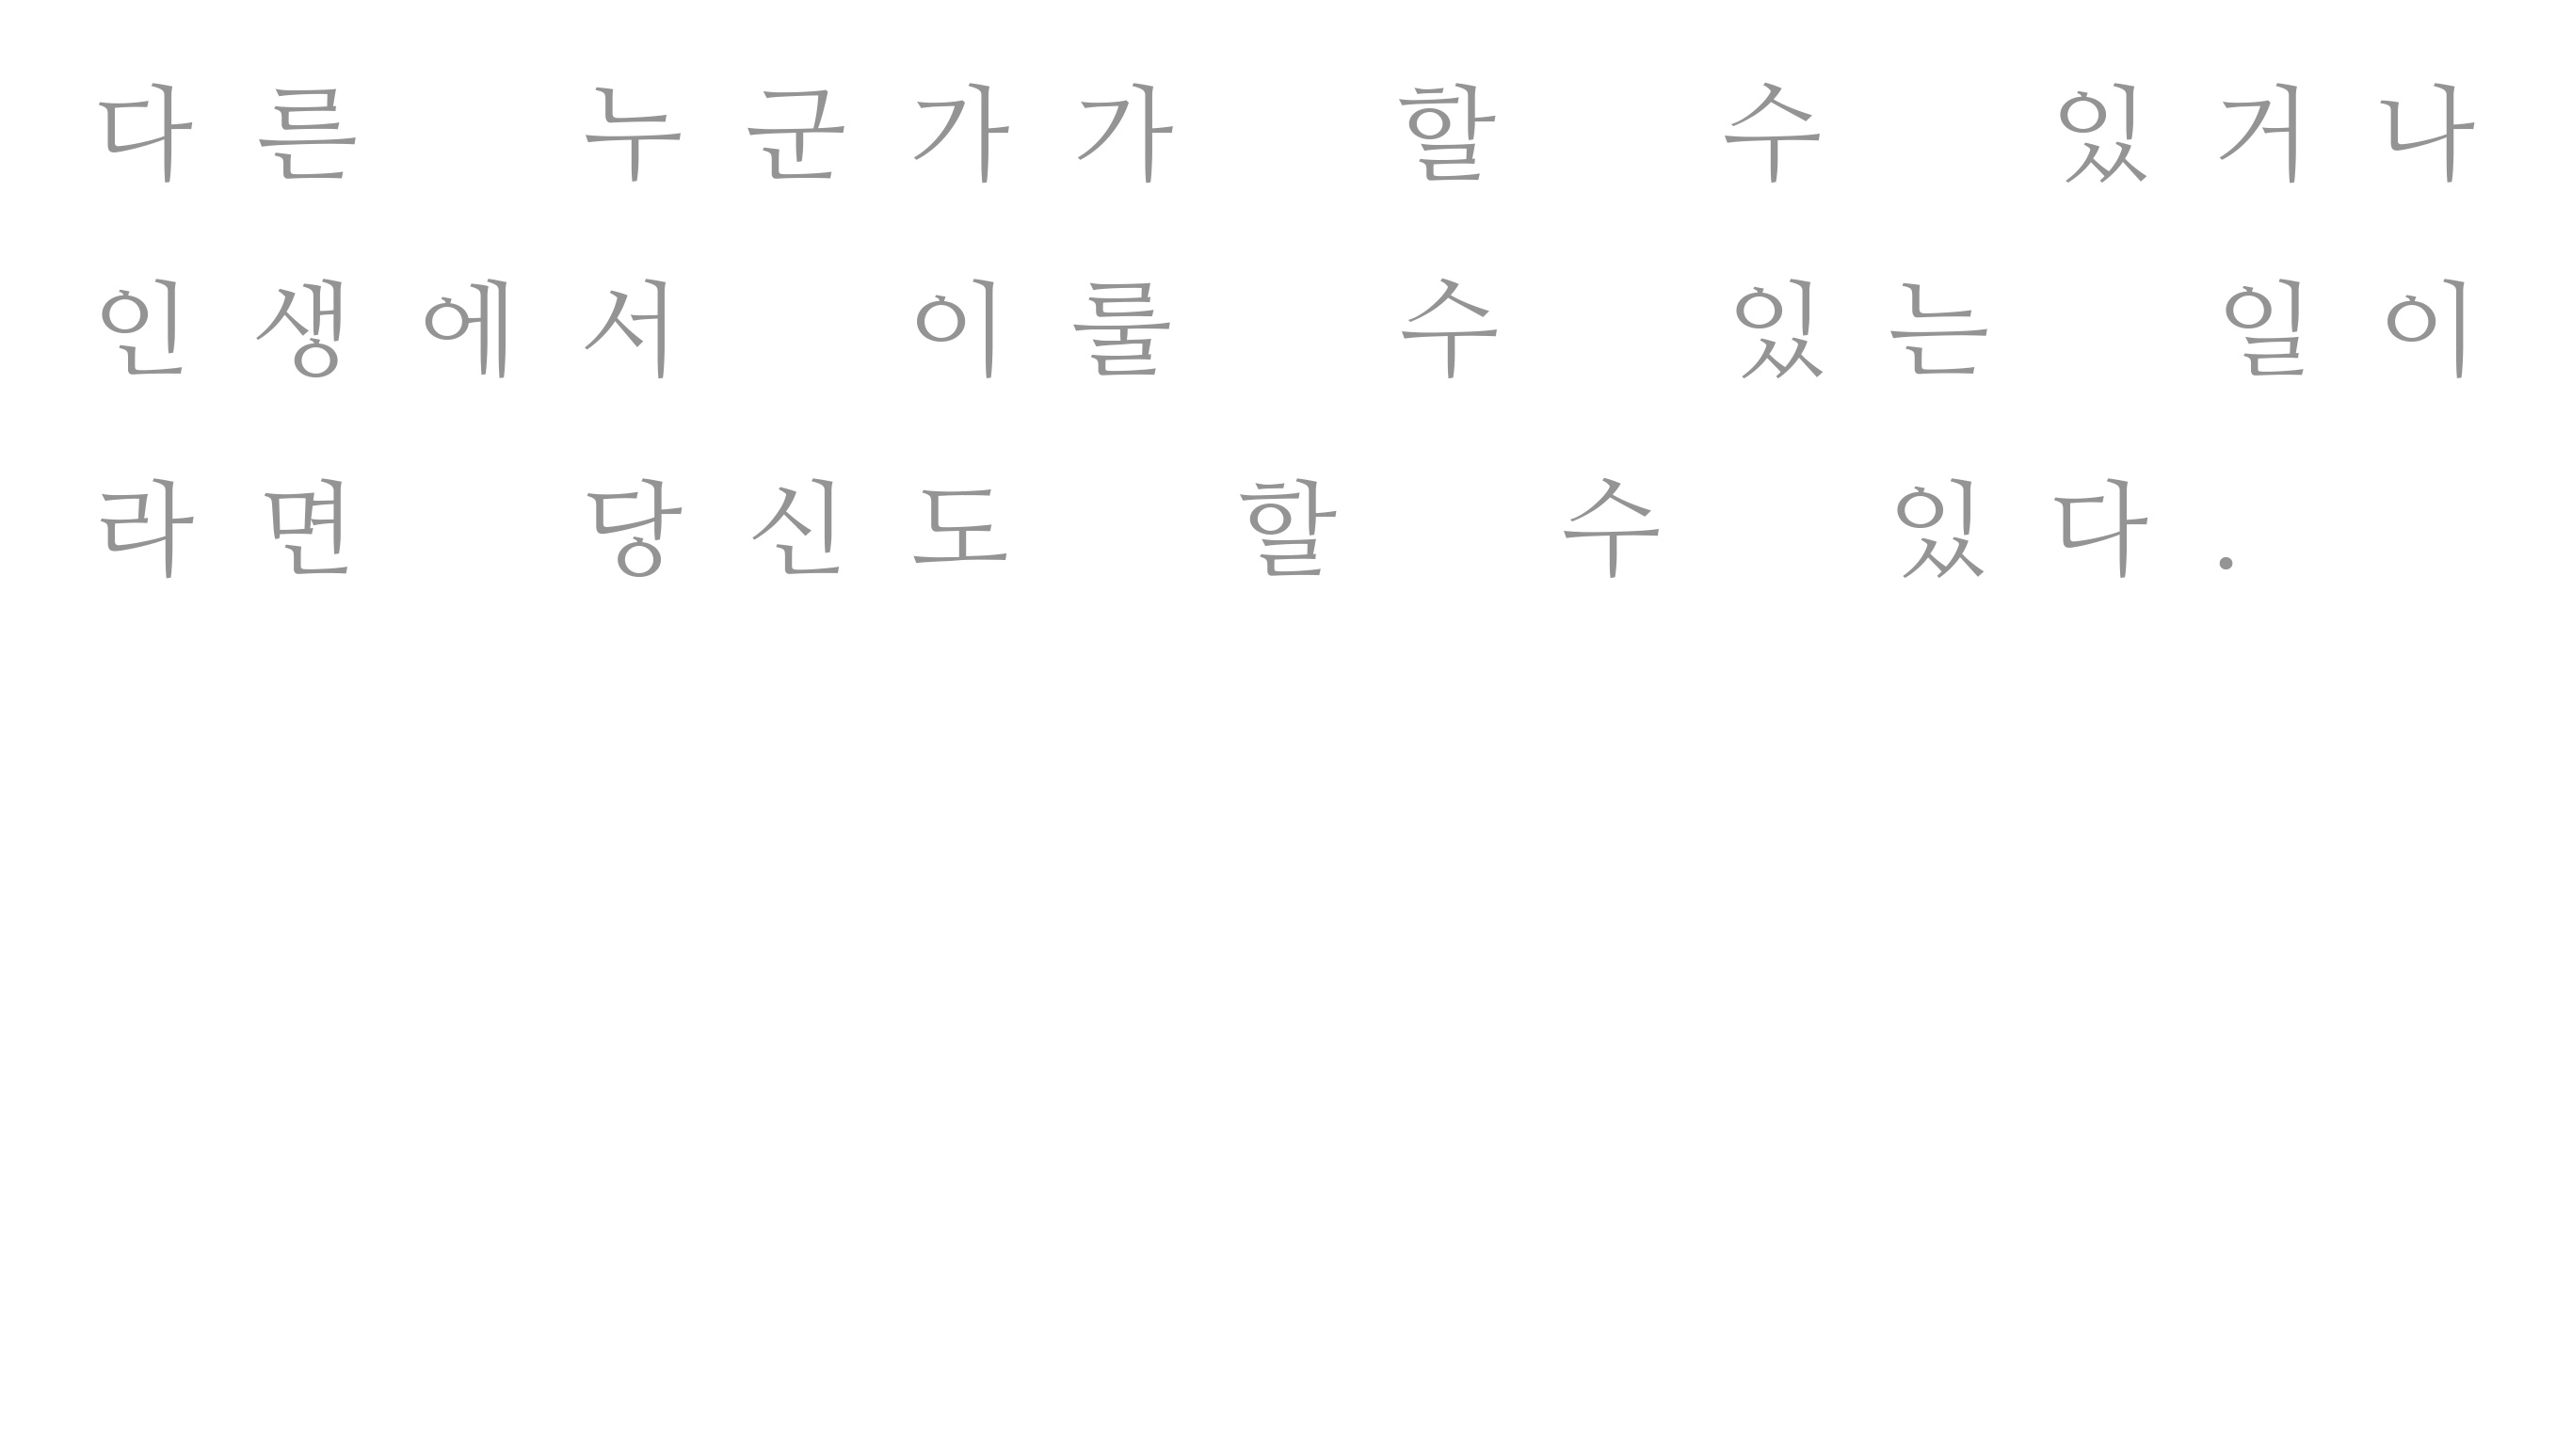 다른 누군가가 할 수 있거나
인생에서 이룰 수 있는 일이
라면 당신도 할 수 있다.